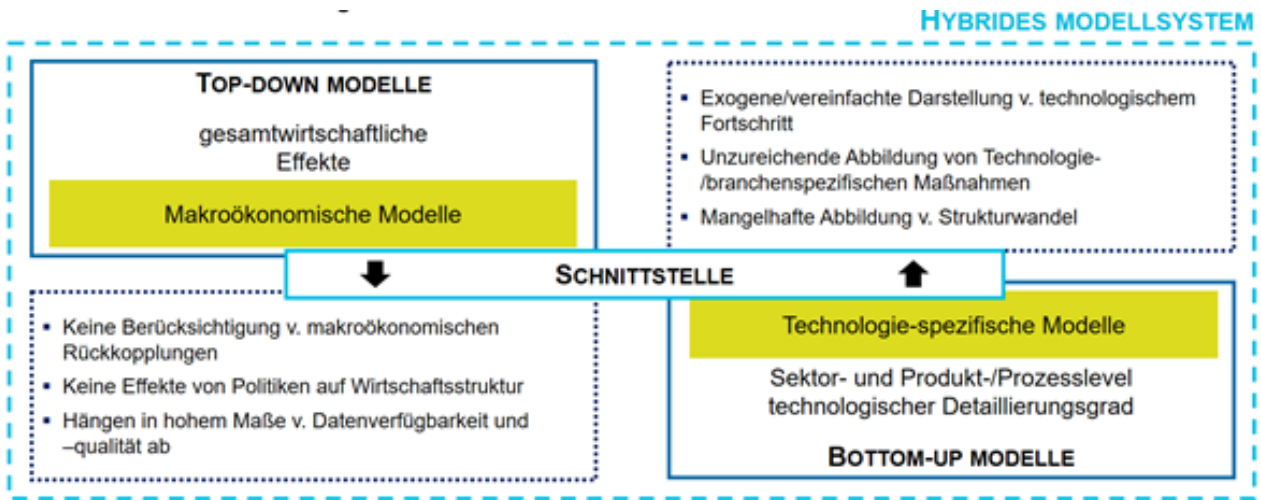 HYBRIDES MODELLSYSTEM
TOP-DOWN MODELLE
gesamtwirtschaftliche
Effekte
Makroökonomische Modelle
▪ Exogene/vereinfachte Darstellung v. technologischem
Fortschritt
▪ Unzureichende Abbildung von Technologie-
/branchenspezifischen Maßnahmen
▪ Mangelhafte Abbildung v. Strukturwandel
SCHNITTSTELLE
▪ Keine Berücksichtigung v. makroökonomischen
Rückkopplungen
▪ Keine Effekte von Politiken auf Wirtschaftsstruktur
▪ Hängen in hohem Maße v. Datenverfügbarkeit und
–qualität ab
Technologie-spezifische Modelle
Sektor- und Produkt-/Prozesslevel
technologischer Detaillierungsgrad
BOTTOM-UP MODELLE